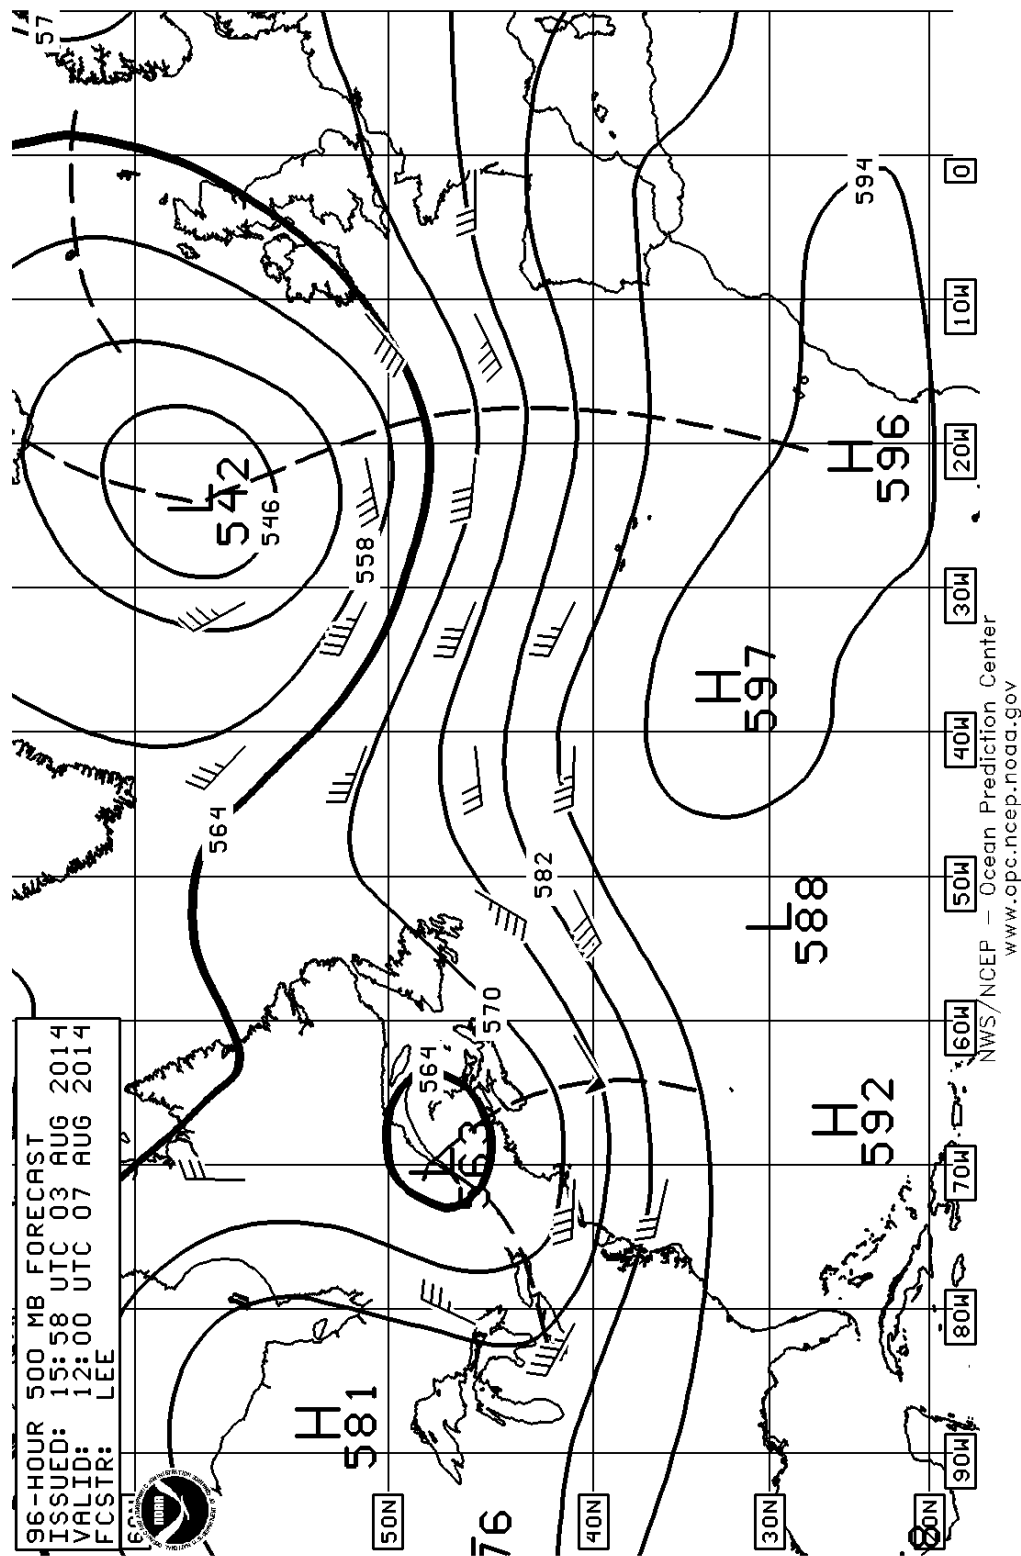 96-HOUR 500 MB FORECAST
ISSUED: 15:58 UTC 03 AUG 2014
VALID: 12:00 UTC 07 AUG 2014
FCSTR: LEE
NOAA
57
L
542
546
558
564
582
570
564
L
563
H
581
H
596
594
H
597
L
588
H
592
76
50N
40N
30N
20N
90W
80W
70W
60W
50W
40W
30W
20W
10W
0
NWS/NCEP – Ocean Prediction Center
www.opc.ncep.noaa.gov